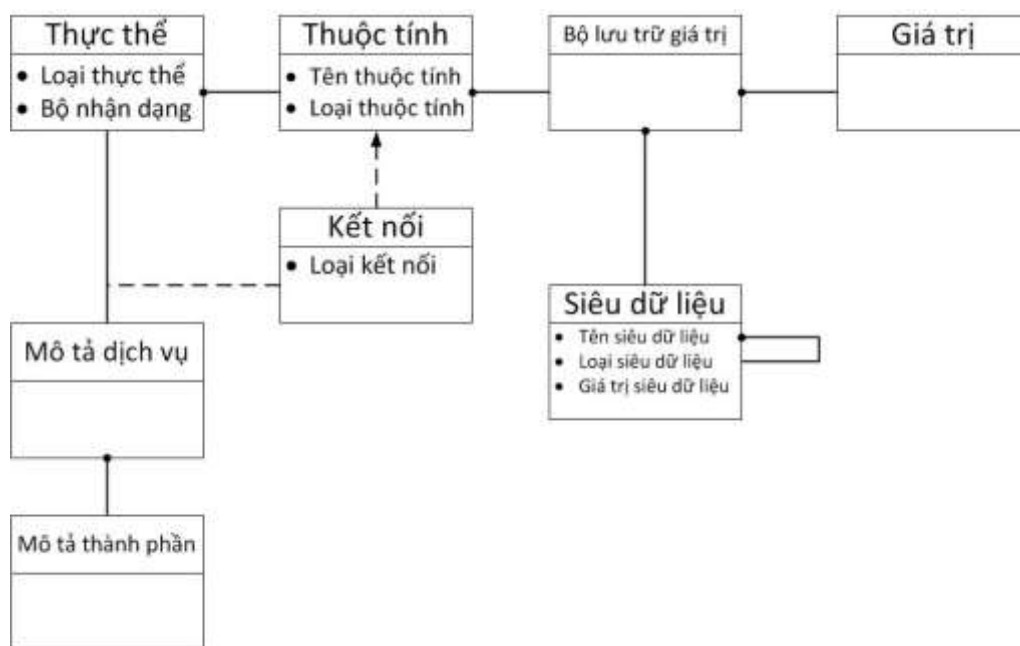 Thực thể
• Loại thực thể
• Bộ nhận dạng
Thuộc tính
• Tên thuộc tính
• Loại thuộc tính
Bộ lưu trữ giá trị
Giá trị
Kết nối
• Loại kết nối
Siêu dữ liệu
• Tên siêu dữ liệu
• Loại siêu dữ liệu
• Giá trị siêu dữ liệu
Mô tả dịch vụ
Mô tả thành phần